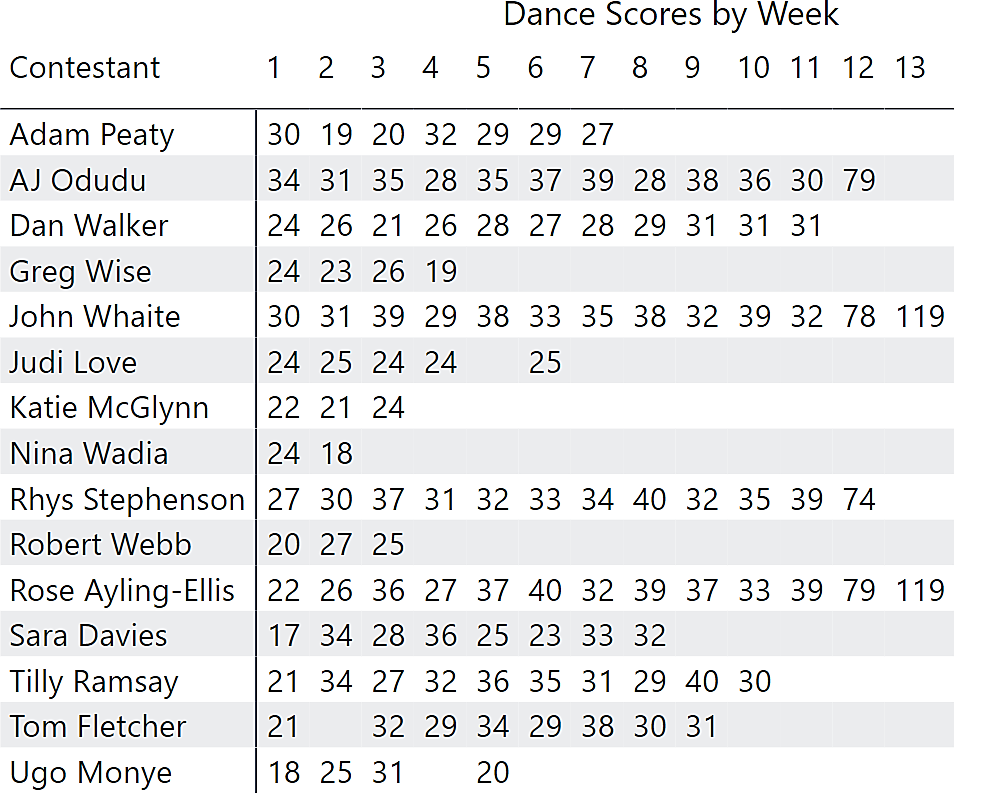 Dance Scores by Week
Contestant 1 2 3 4 5 6 7 8 9 10 11 12 13
Adam Peaty 30 19 20 32 29 29 27
AJ Odudu 34 31 35 28 35 37 39 28 38 36 30 79
Dan Walker 24 26 21 26 28 27 28 29 31 31 31
Greg Wise 24 23 26 19
John Whaite 30 31 39 29 38 33 35 38 32 39 32 78 119
Judi Love 24 25 24 24 25
Katie McGlynn 22 21 24
Nina Wadia 24 18
Rhys Stephenson 27 30 37 31 32 33 34 40 32 35 39 74
Robert Webb 20 27 25
Rose Ayling-Ellis 22 26 36 27 37 40 32 39 37 33 39 79 119
Sara Davies 17 34 28 36 25 23 33 32
Tilly Ramsay 21 34 27 32 36 35 31 29 40 30
Tom Fletcher 21 32 29 34 29 38 30 31
Ugo Monye 18 25 31 20